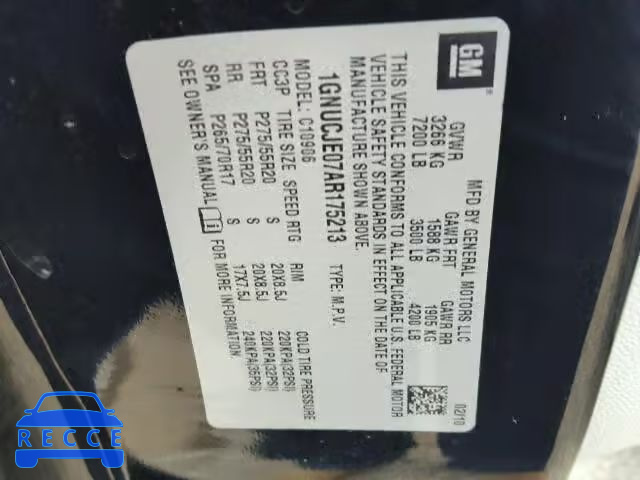 GM
®
MFD BY GENERAL MOTORS LLC
02/10
GVWR GAWR FRT GAWR RR
3266 KG 1588 KG 1905 KG
7200 LB 3500 LB 4200 LB
THIS VEHICLE CONFORMS TO ALL APPLICABLE U.S. FEDERAL MOTOR
VEHICLE SAFETY STANDARDS IN EFFECT ON THE DATE OF
MANUFACTURE SHOWN ABOVE.
1GNUCJE07AR175213 TYPE: M.P.V.
MODEL: C10906
CC3P TIRE SIZE SPEED RTG RIM COLD TIRE PRESSURE
FRT P275/55R20 S 20X8.5J 220KPA(32PSI)
RR P275/55R20 S 20X8.5J 220KPA(32PSI)
SPA P265/70R17 S 17X7.5J 240KPA(35PSI)
SEE OWNER'S MANUAL FOR MORE INFORMATION.
RECCE